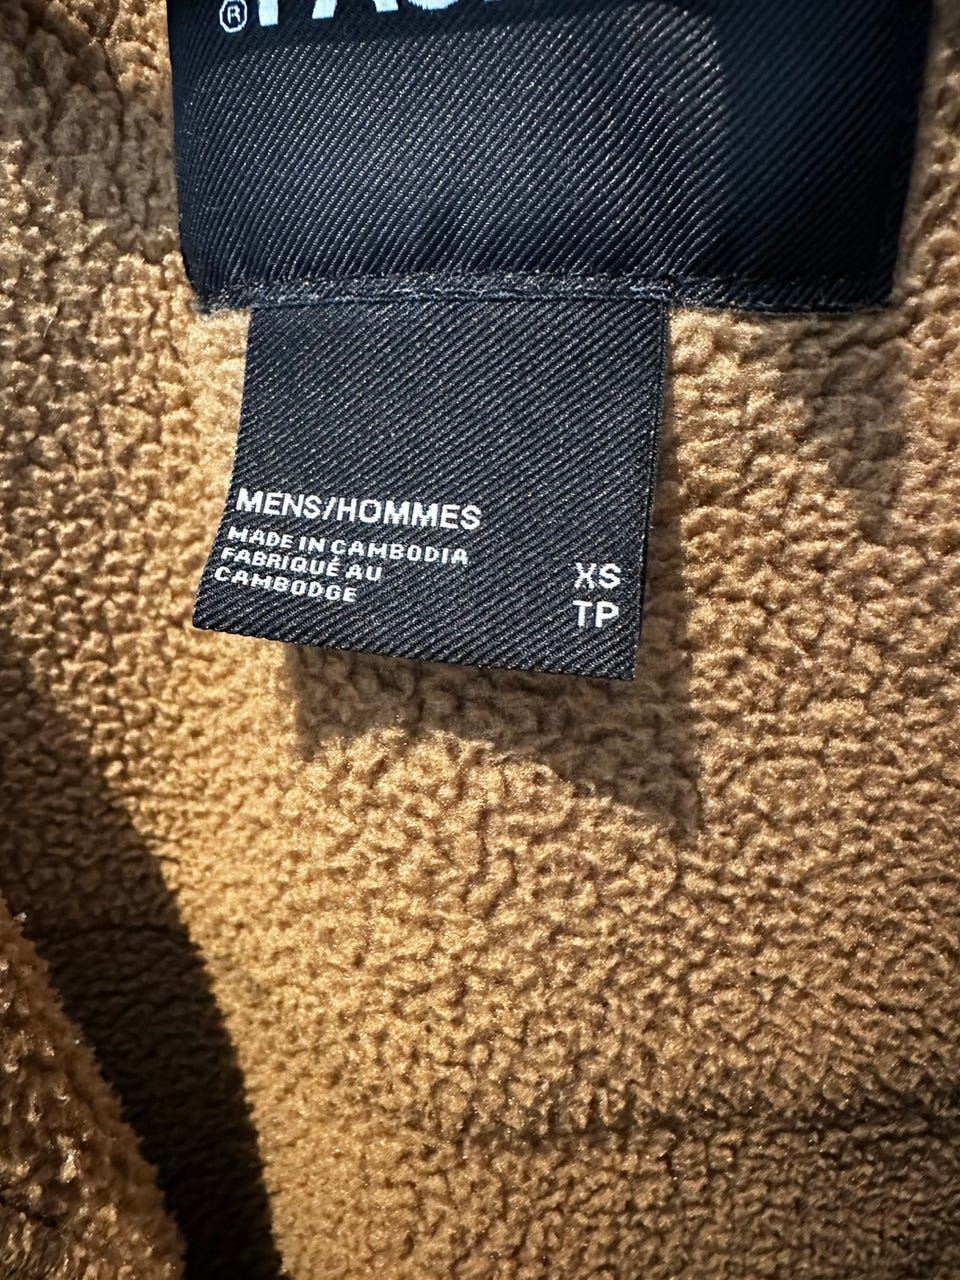 ®
MENS/HOMMES
MADE IN CAMBODIA
FABRIQUÉ AU
CAMBODGE
XS
TP